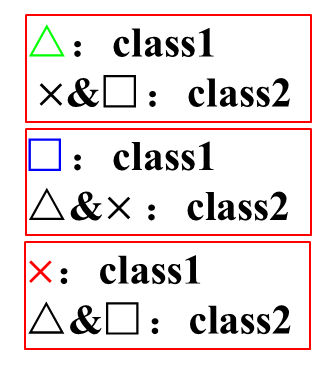 △：class1
×&□：class2
□：class1
△&×：class2
×：class1
△&□：class2